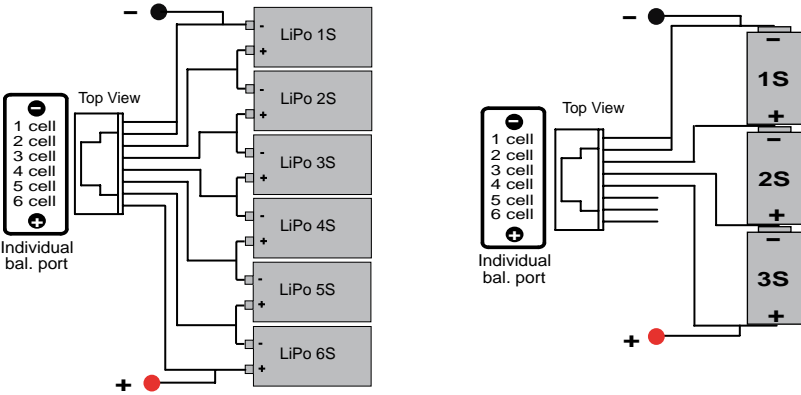 −
LiPo 1S
-
+
LiPo 2S
-
+
LiPo 3S
-
+
LiPo 4S
-
+
LiPo 5S
-
+
LiPo 6S
-
+
+
Top View
−
1 cell
2 cell
3 cell
4 cell
5 cell
6 cell
+
Individual
bal. port
−
−
1S
+
−
2S
+
−
3S
+
+
Top View
−
1 cell
2 cell
3 cell
4 cell
5 cell
6 cell
+
Individual
bal. port